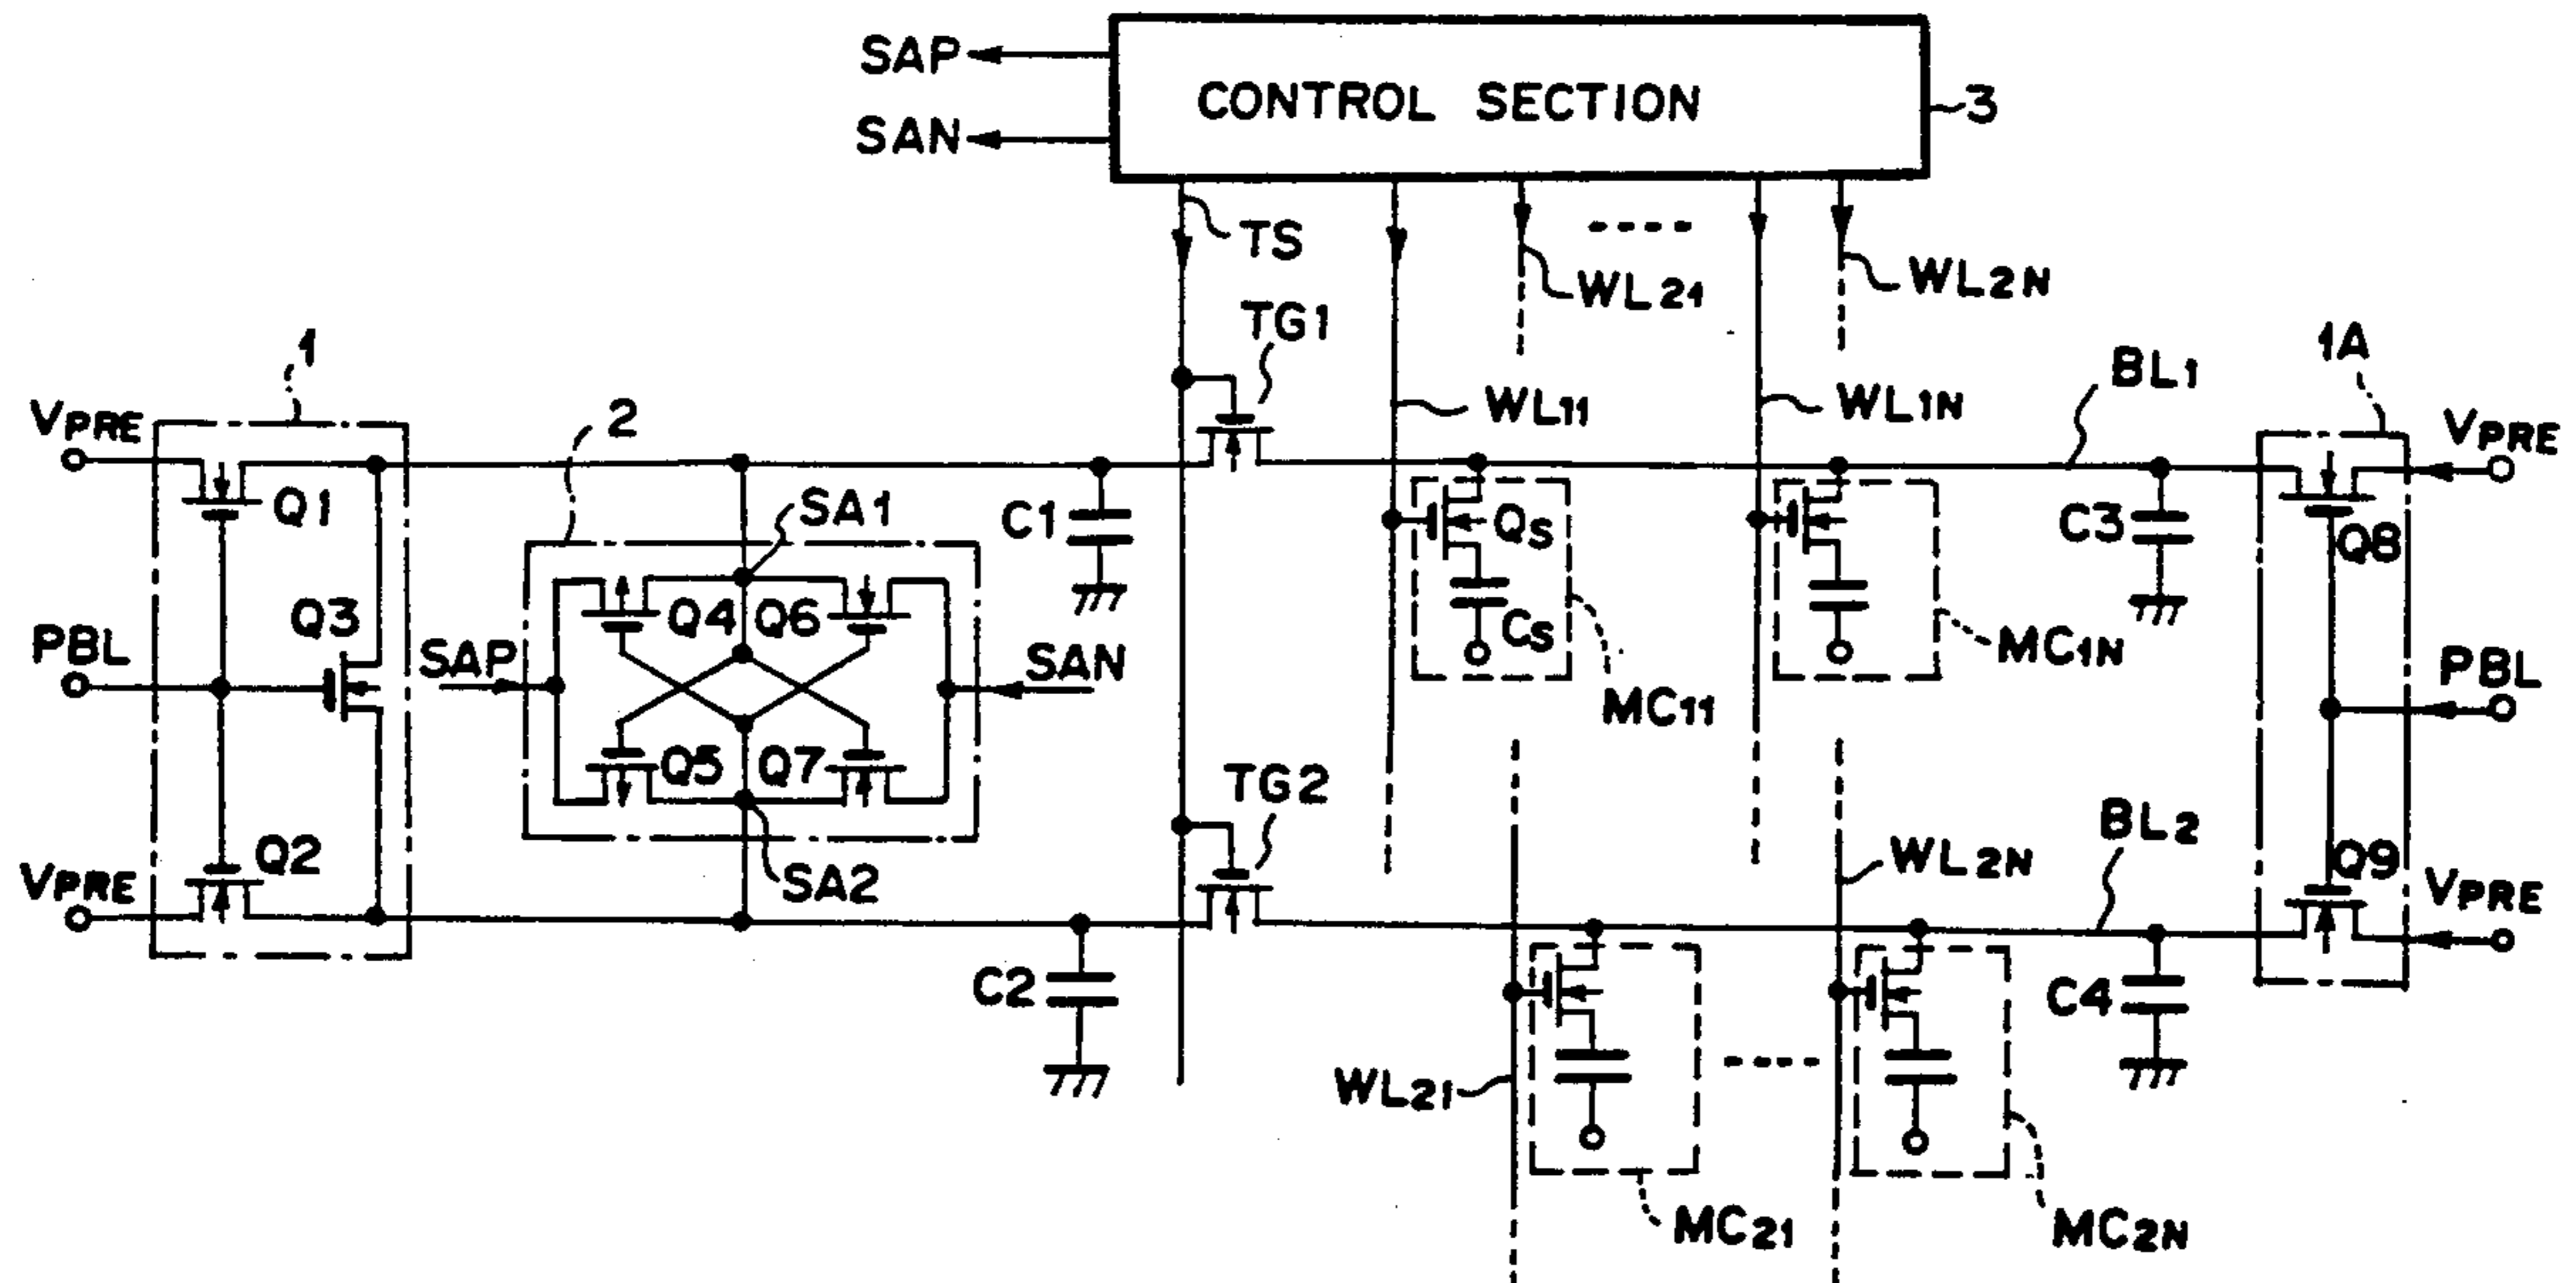 SAP
CONTROL SECTION
3
SAN
TS
WL21
WL2N
TG1
1
1A
BL1
VPRE
2
WL11
WL1N
VPRE
Q1
SA1
C1
QS
C3
Q8
Q3
Q4
Q6
CS
PBL
SAP
SAN
MC11
MC1N
PBL
Q5
Q7
TG2
Q2
SA2
WL2N
BL2
Q9
VPRE
VPRE
C2
C4
WL21
MC21
MC2N